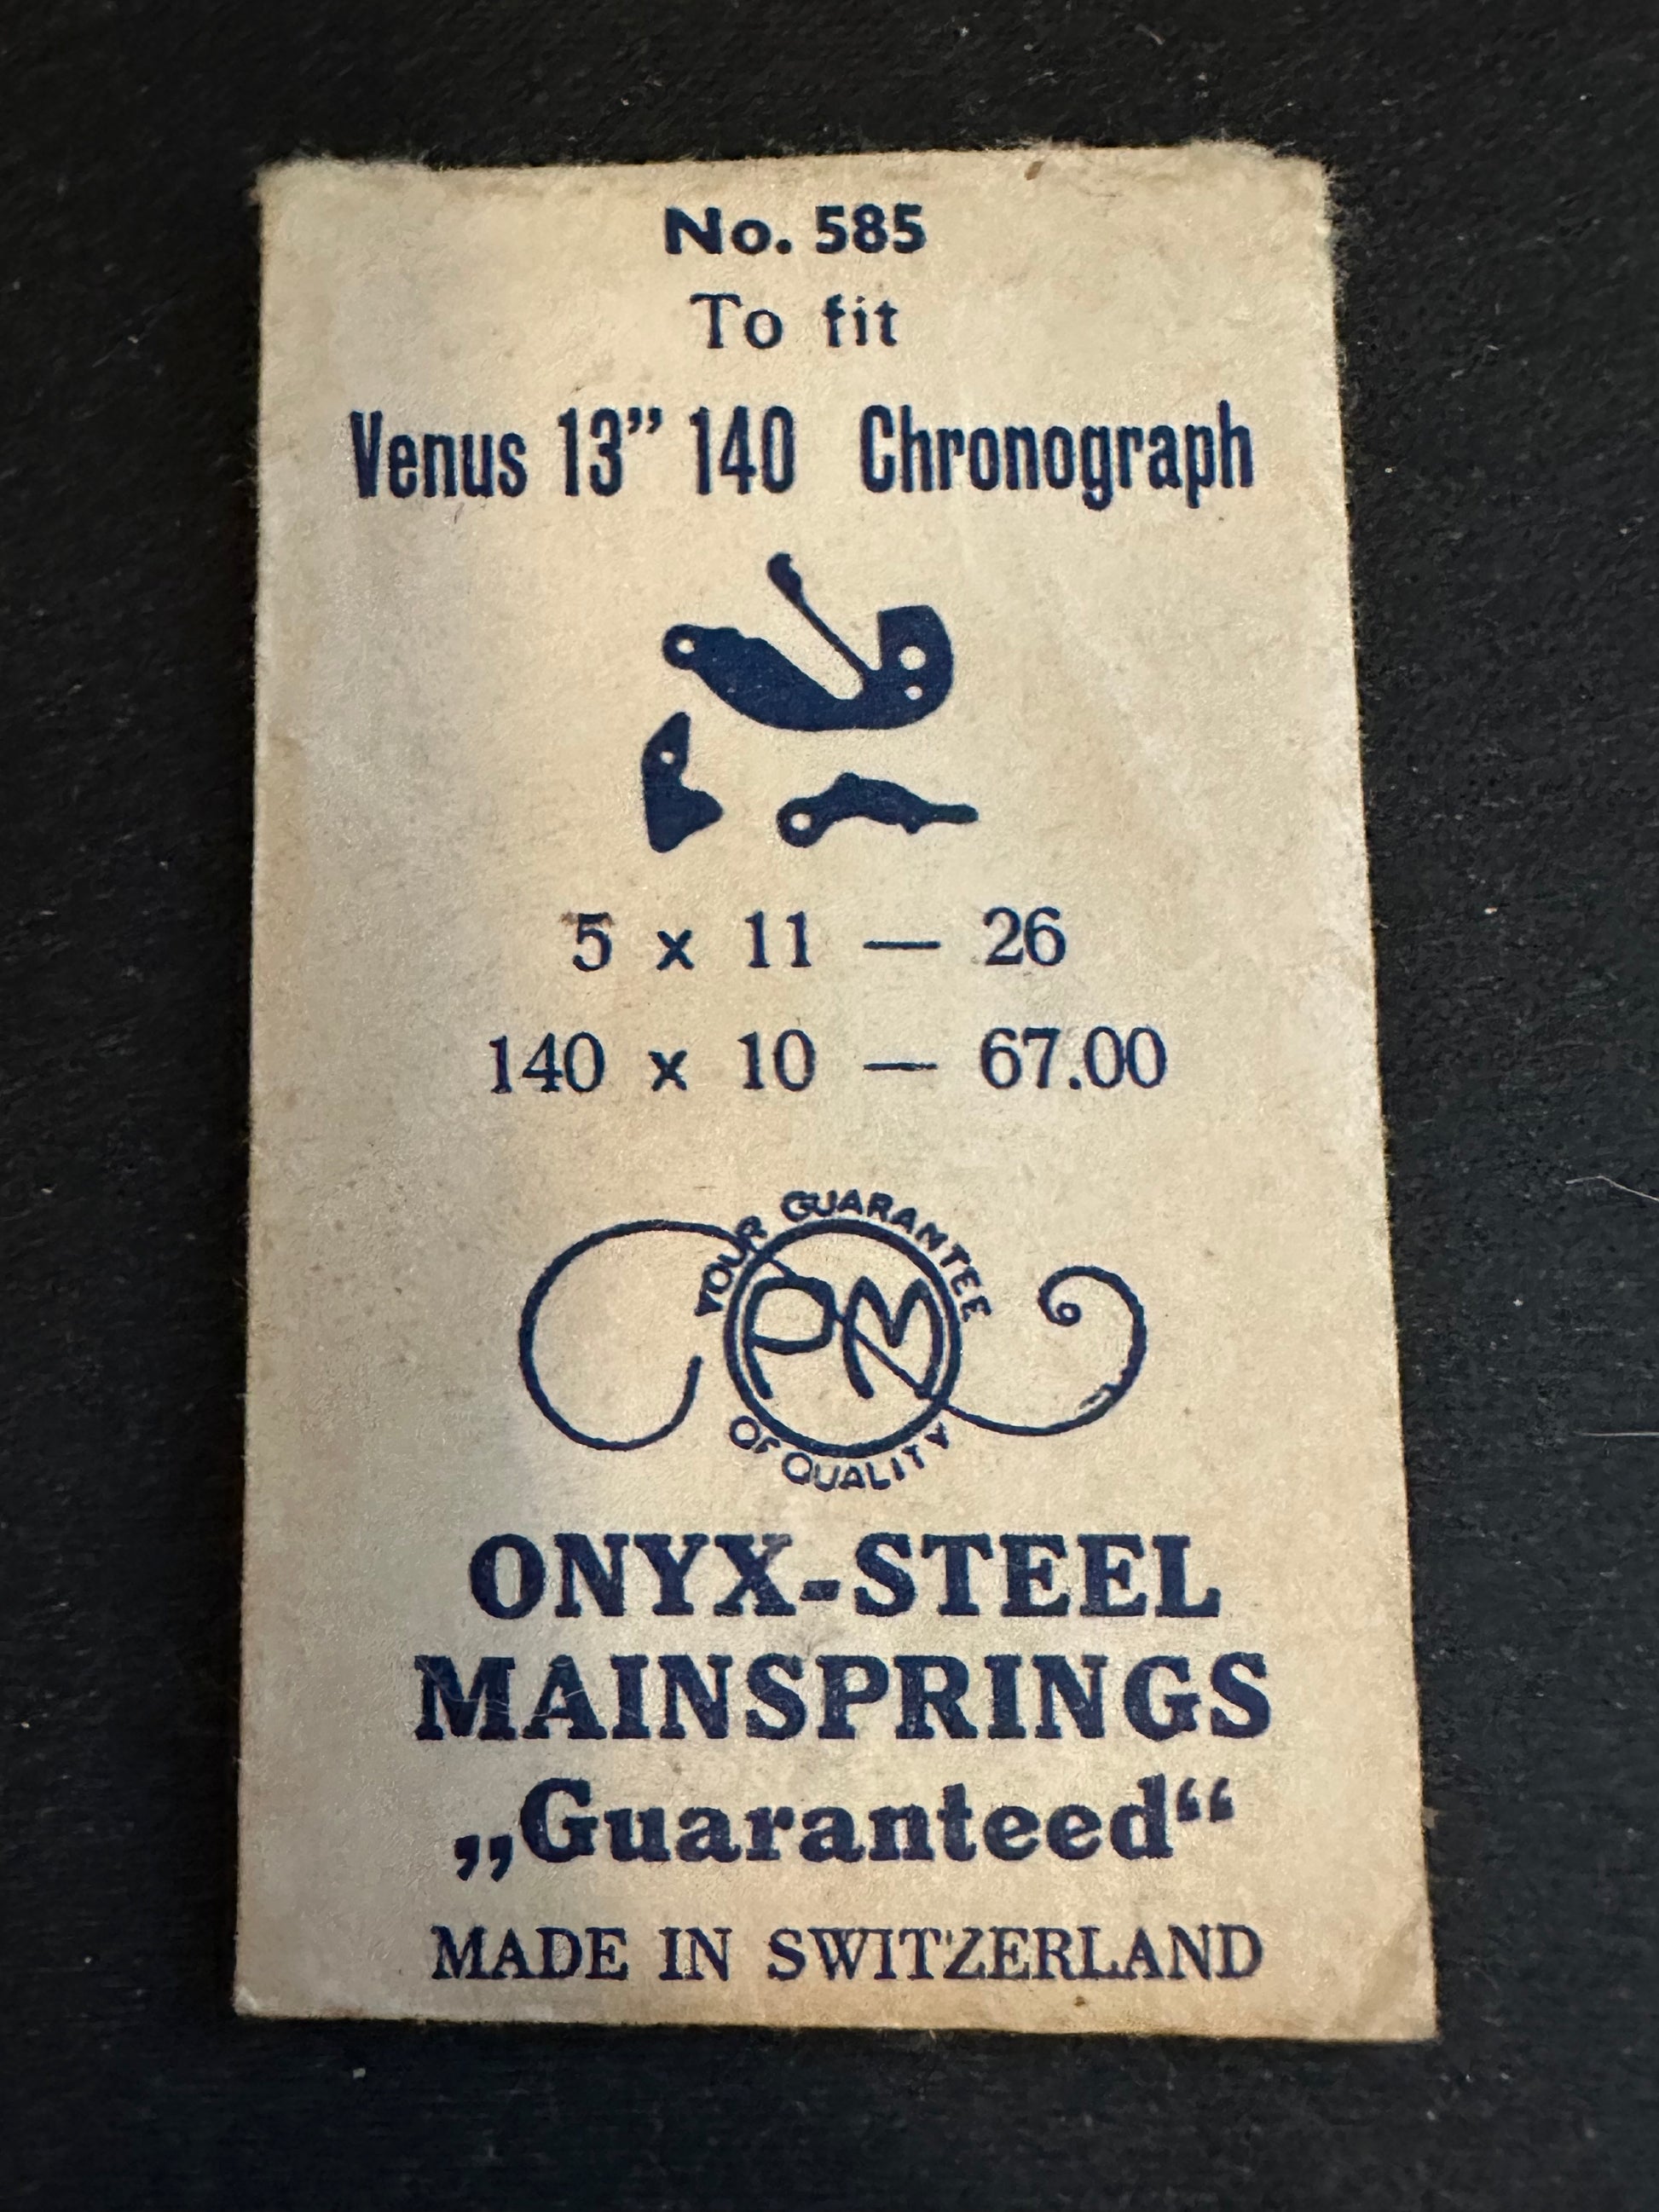 No. 585
To fit
Venus 13” 140 Chronograph
5 x 11 — 26
140 x 10 — 67.00
YOUR GUARANTEE
PM
OF QUALITY
ONYX-STEEL
MAINSPRINGS
„Guaranteed“
MADE IN SWITZERLAND